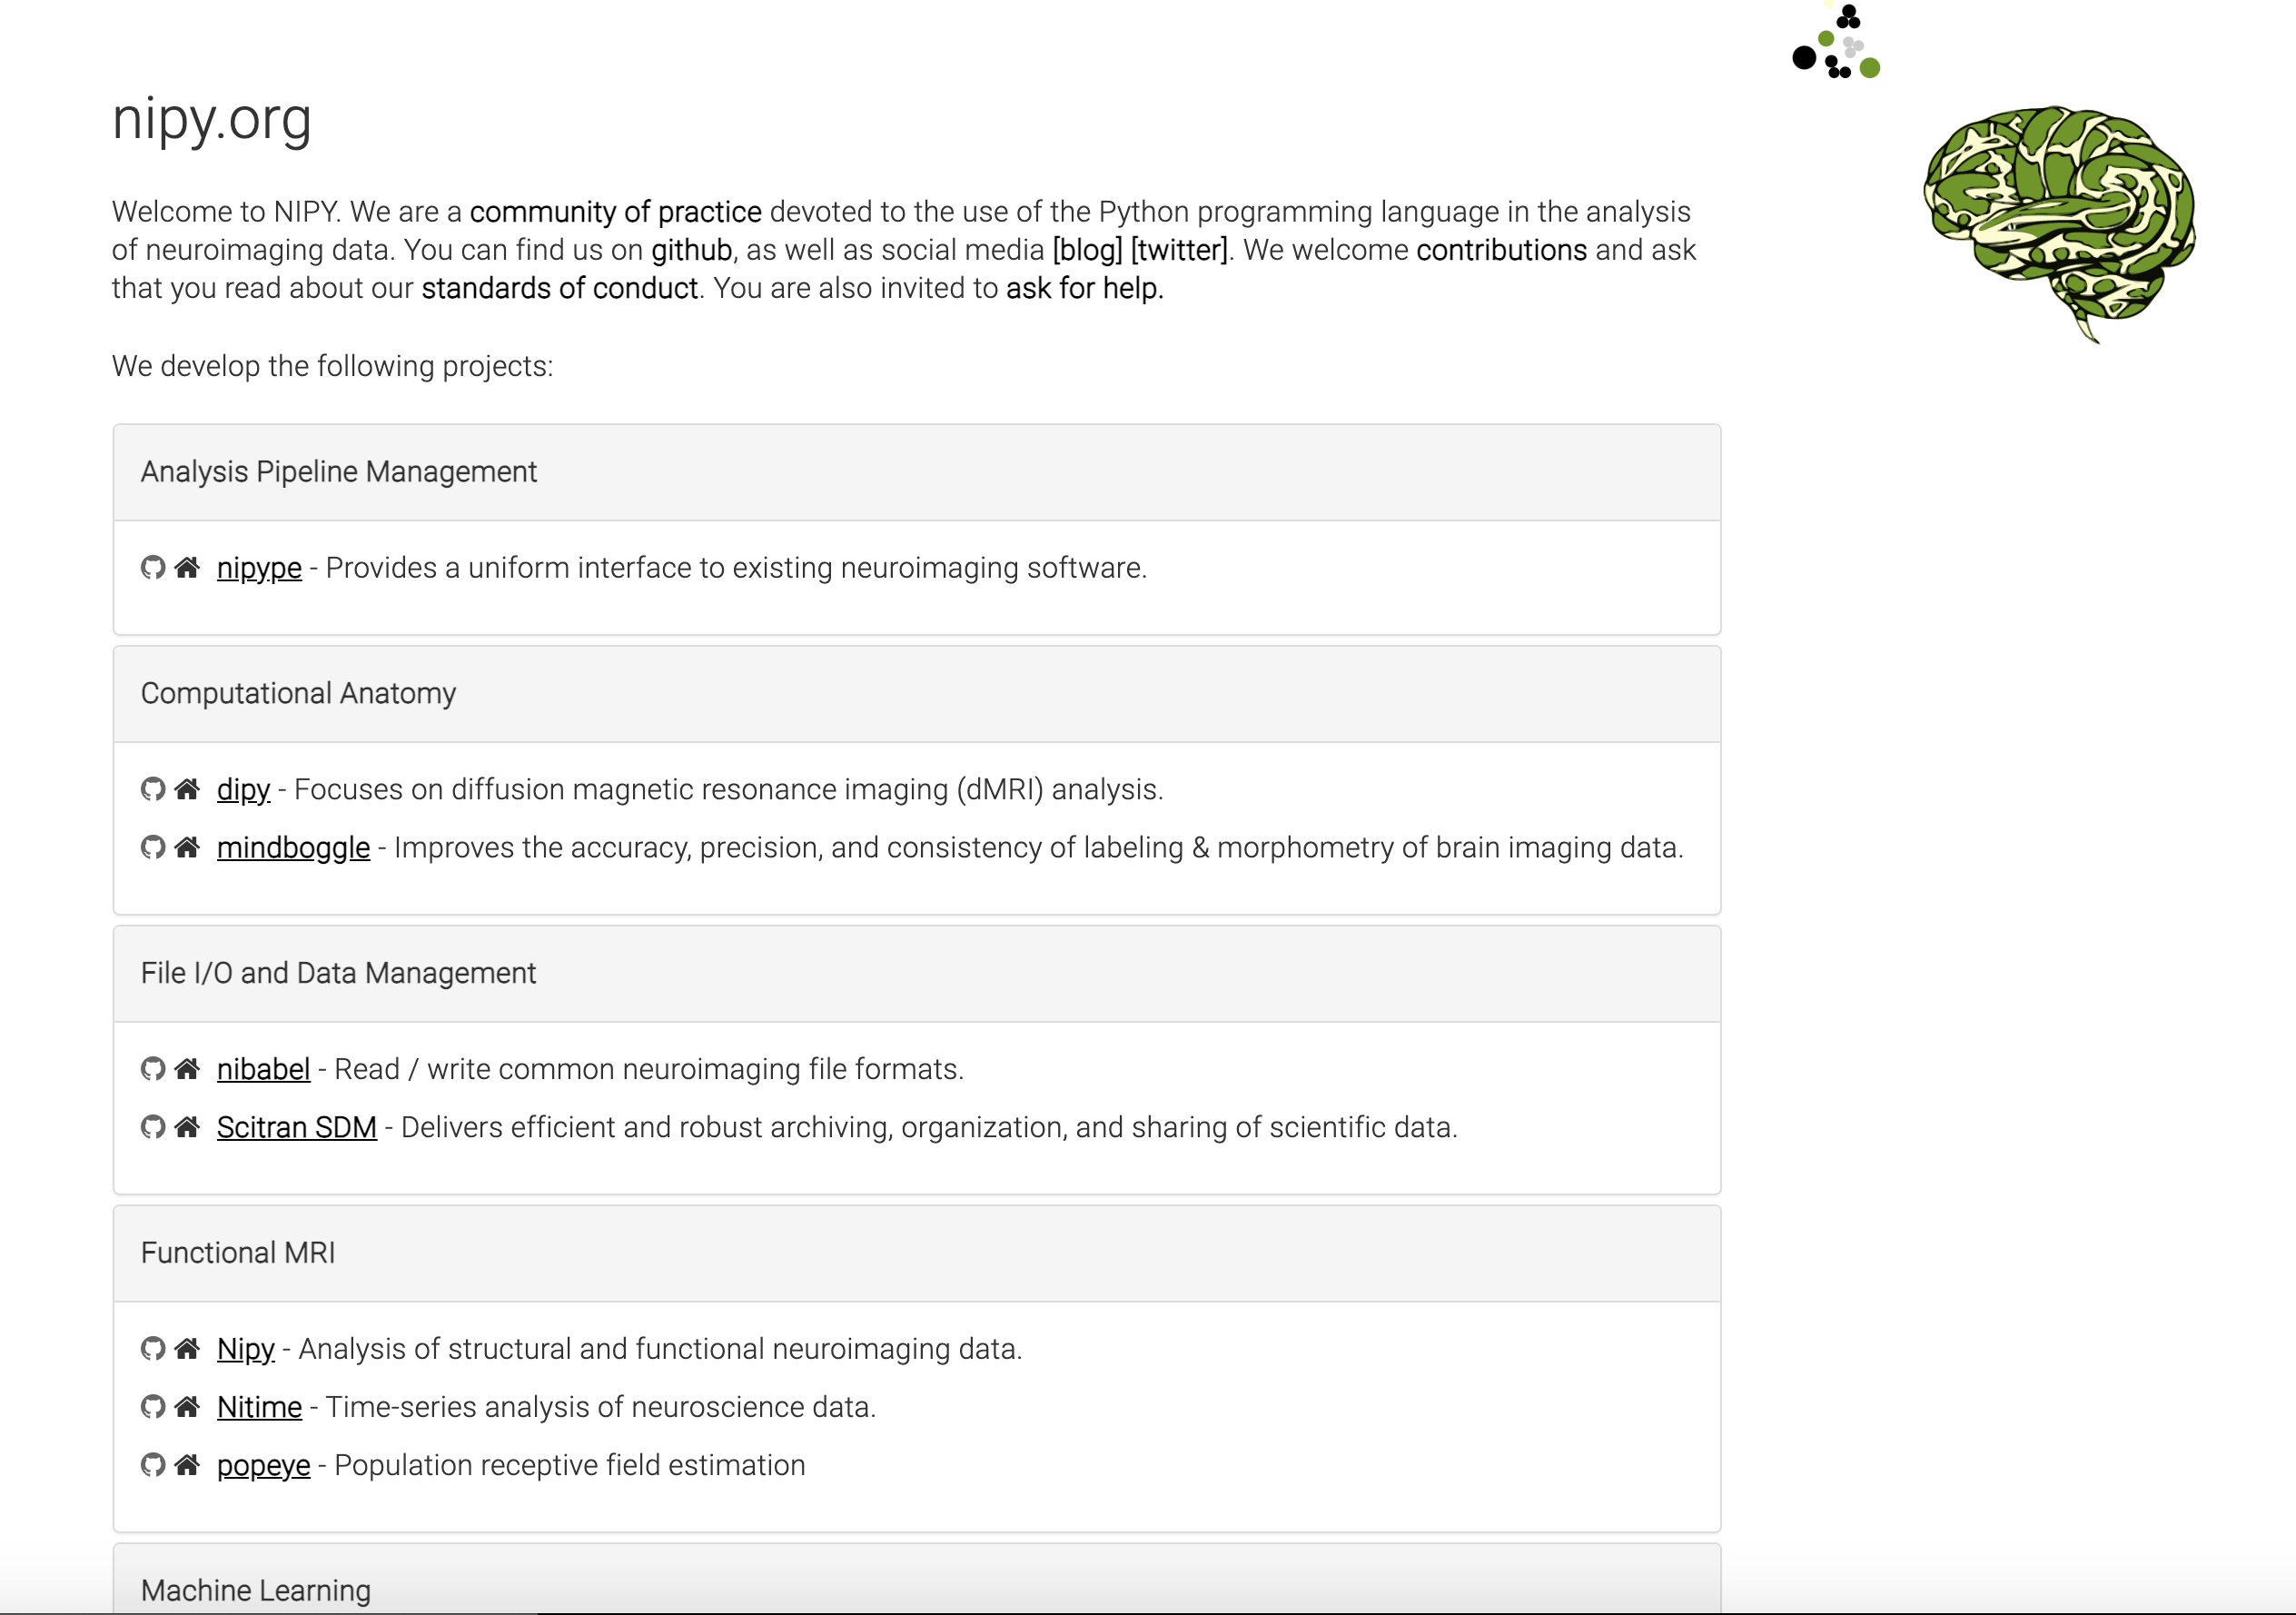 nipy.org
Welcome to NIPY. We are a community of practice devoted to the use of the Python programming language in the analysis
of neuroimaging data. You can find us on github, as well as social media [blog] [twitter]. We welcome contributions and ask
that you read about our standards of conduct. You are also invited to ask for help.
We develop the following projects:
Analysis Pipeline Management
nipype - Provides a uniform interface to existing neuroimaging software.
Computational Anatomy
dipy - Focuses on diffusion magnetic resonance imaging (dMRI) analysis.
mindboggle - Improves the accuracy, precision, and consistency of labeling & morphometry of brain imaging data.
File I/O and Data Management
nibabel - Read / write common neuroimaging file formats.
Scitran SDM - Delivers efficient and robust archiving, organization, and sharing of scientific data.
Functional MRI
Nipy - Analysis of structural and functional neuroimaging data.
Nitime - Time-series analysis of neuroscience data.
popeye - Population receptive field estimation
Machine Learning